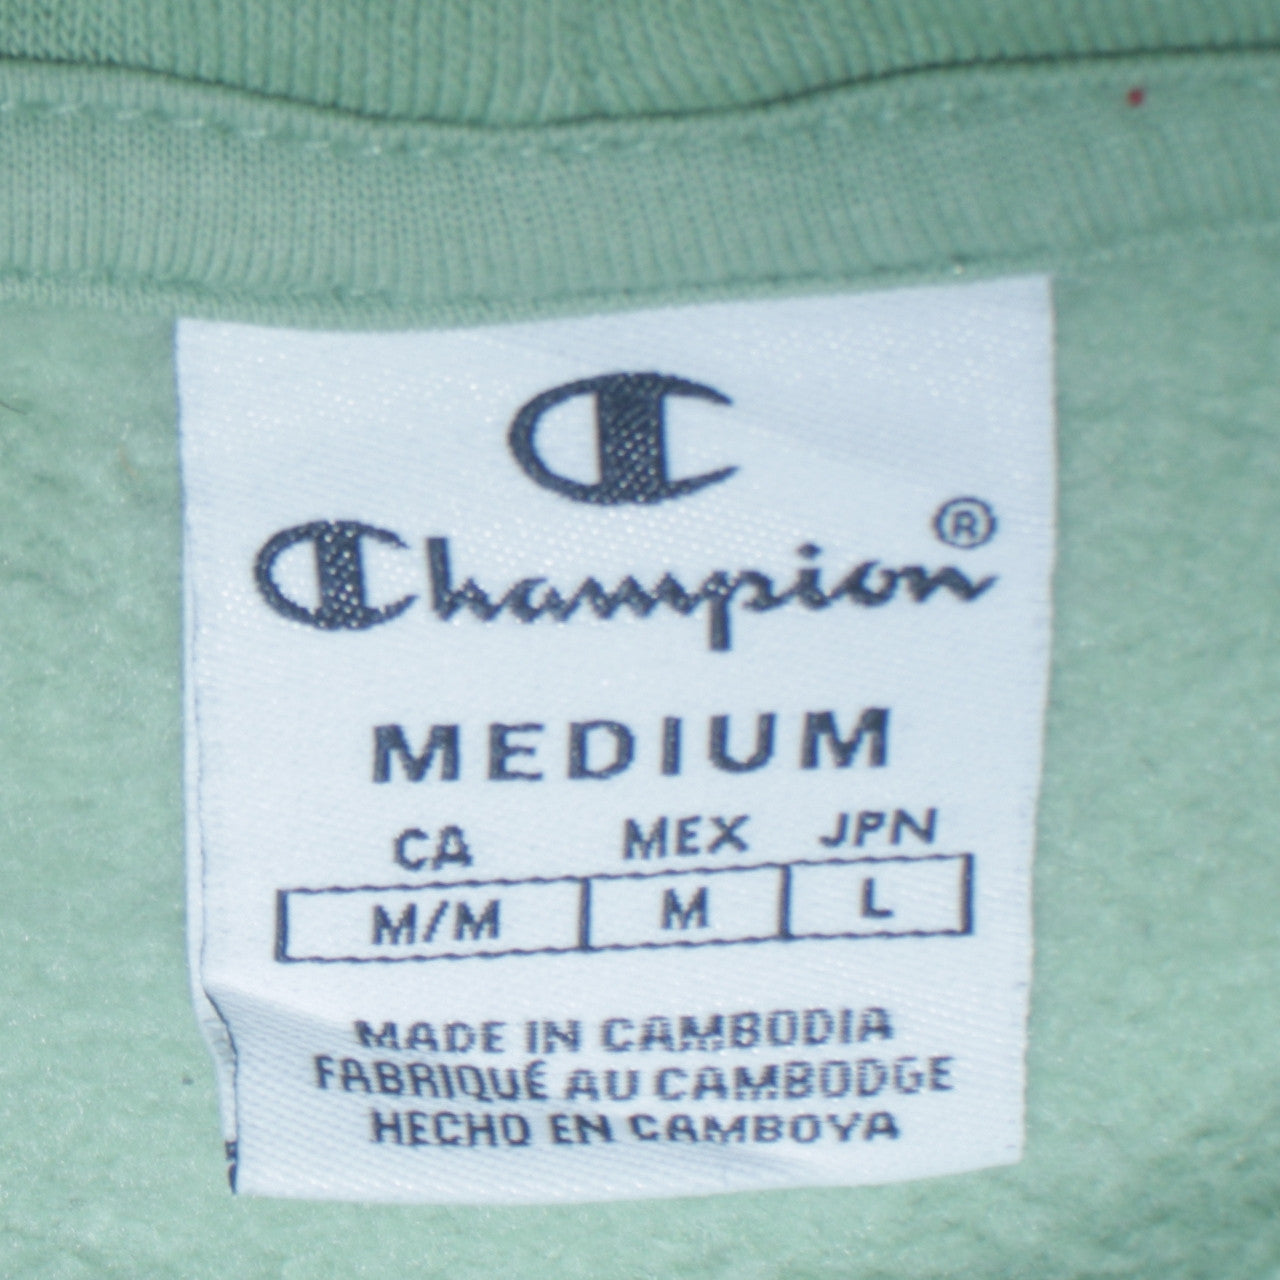 Champion®
MEDIUM
CA MEX JPN
M/M M L
MADE IN CAMBODIA
FABRIQUÉ AU CAMBODGE
HECHO EN CAMBOYA